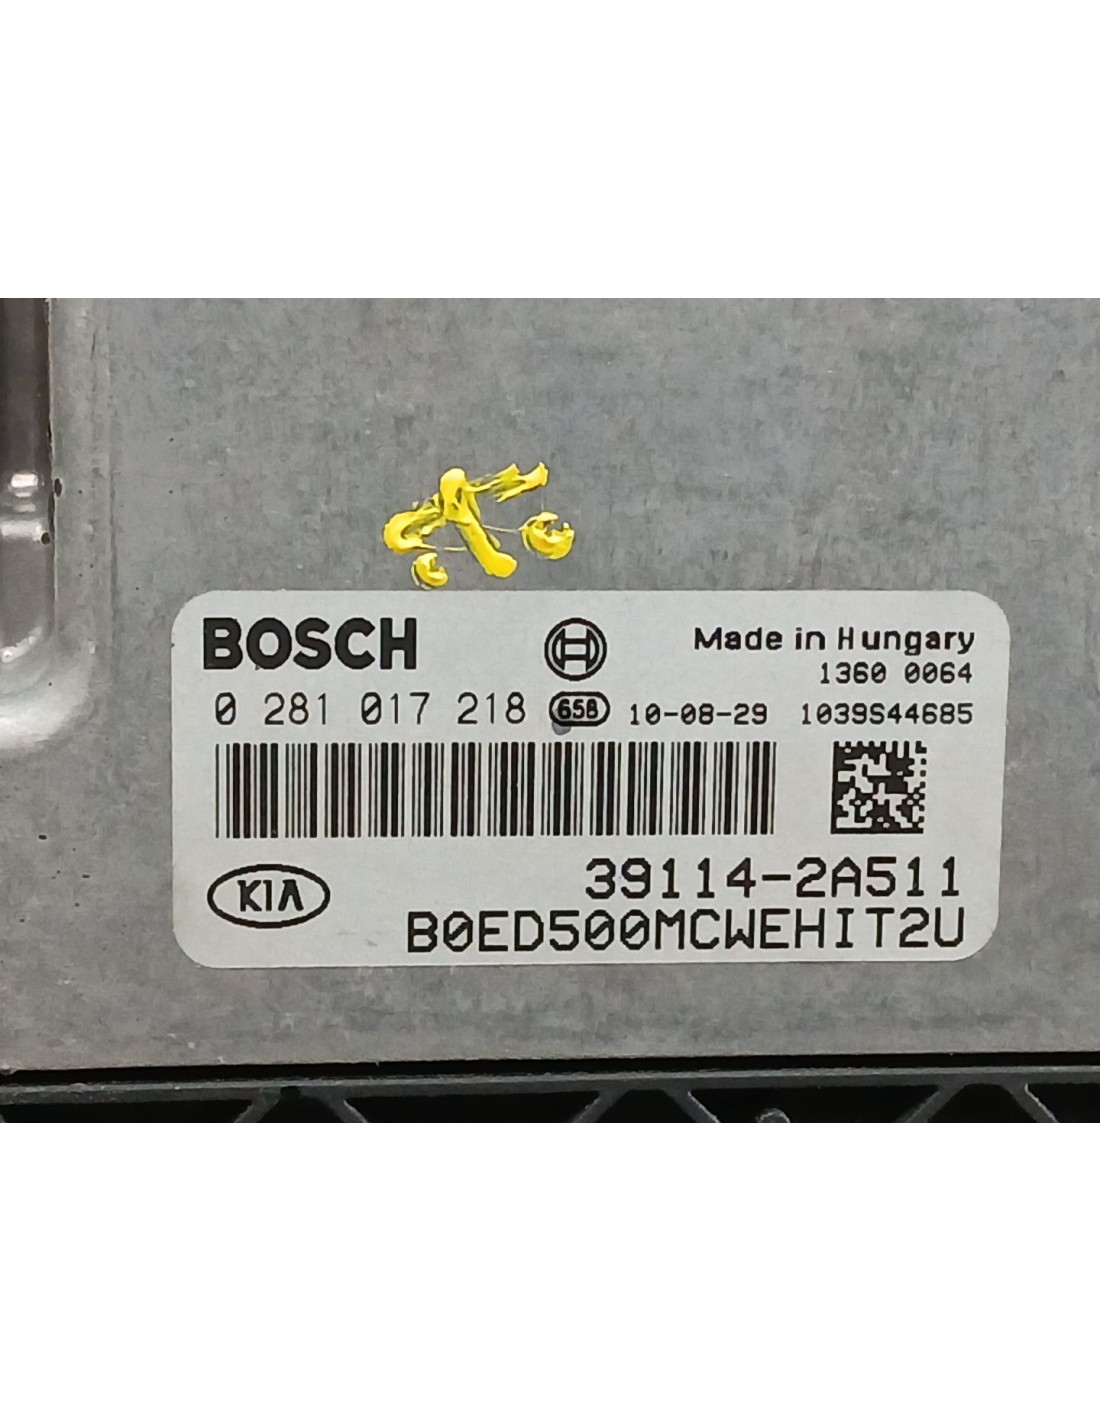 BOSCH
Made in Hungary
1360 0064
0 281 017 218 658 10-08-29 1039S44685
KIA
39114-2A511
B0ED500MCWEHIT2U